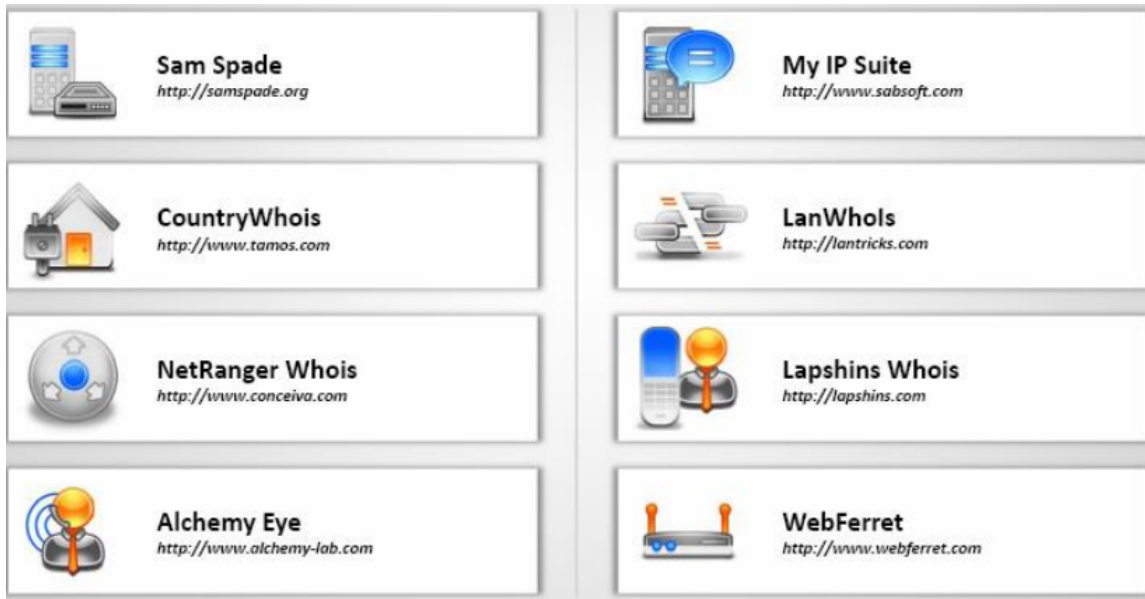 Sam Spade
http://samspade.org
My IP Suite
http://www.sabsoft.com
CountryWhois
http://www.tamos.com
LanWhoIs
http://lantricks.com
NetRanger Whois
http://www.conceiva.com
Lapshins Whois
http://lapshins.com
Alchemy Eye
http://www.alchemy-lab.com
WebFerret
http://www.webferret.com